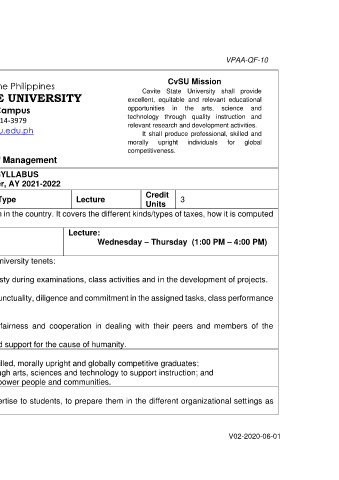 VPAA-QF-10
he Philippines
E UNIVERSITY
Campus
14-3979
u.edu.ph
CvSU Mission
Cavite State University shall provide
excellent, equitable and relevant educational
opportunities in the arts, science and
technology through quality instruction and
relevant research and development activities.
It shall produce professional, skilled and
morally upright individuals for global
competitiveness.
f Management
SYLLABUS
er, AY 2021-2022
Type Lecture Credit Units 3
n in the country. It covers the different kinds/types of taxes, how it is computed
Lecture:
Wednesday – Thursday (1:00 PM – 4:00 PM)
niversity tenets:
sty during examinations, class activities and in the development of projects.
unctuality, diligence and commitment in the assigned tasks, class performance
fairness and cooperation in dealing with their peers and members of the
d support for the cause of humanity.
illed, morally upright and globally competitive graduates;
ugh arts, sciences and technology to support instruction; and
power people and communities.
ertise to students, to prepare them in the different organizational settings as
V02-2020-06-01